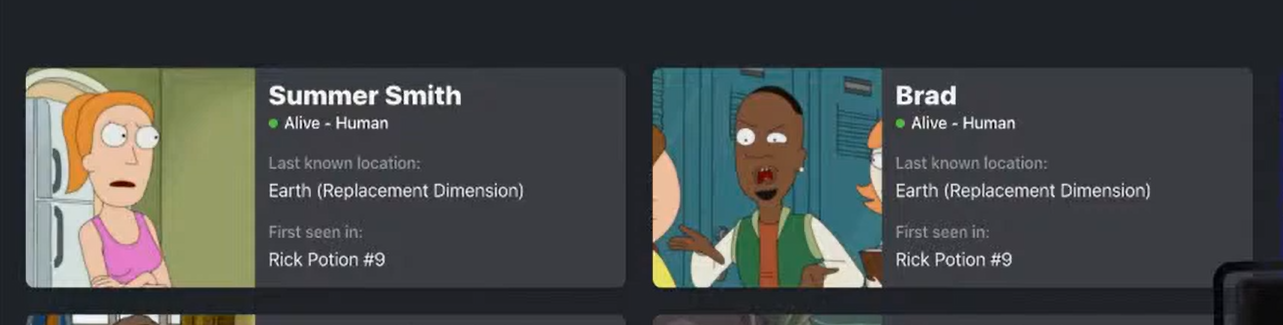 Summer Smith
Alive - Human
Last known location:
Earth (Replacement Dimension)
First seen in:
Rick Potion #9
Brad
Alive - Human
Last known location:
Earth (Replacement Dimension)
First seen in:
Rick Potion #9